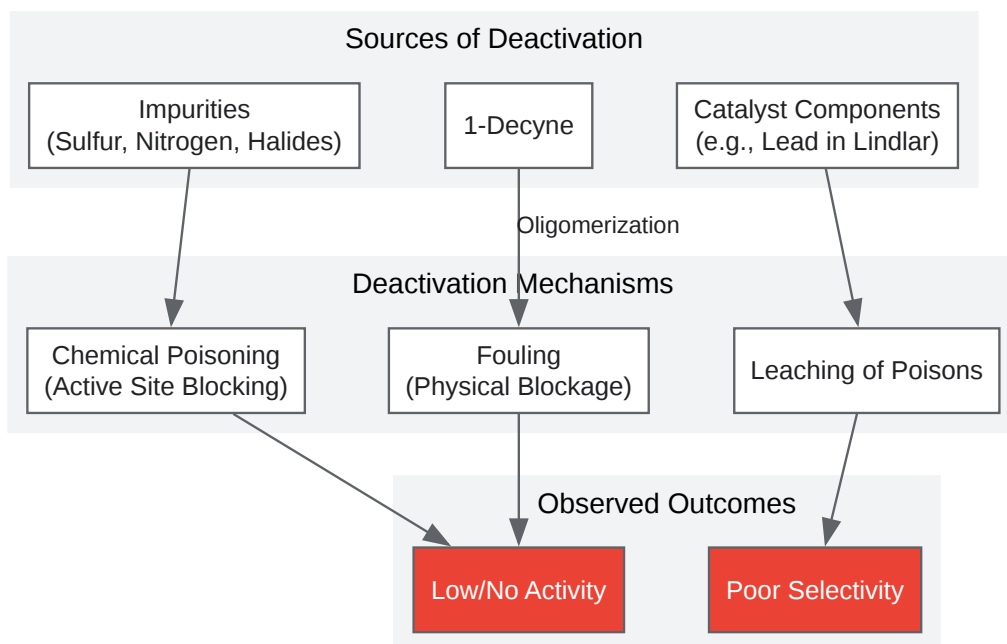 Sources of Deactivation
Impurities
(Sulfur, Nitrogen, Halides)
1-Decyne
Catalyst Components
(e.g., Lead in Lindlar)
Oligomerization
Deactivation Mechanisms
Chemical Poisoning
(Active Site Blocking)
Fouling
(Physical Blockage)
Leaching of Poisons
Observed Outcomes
Low/No Activity
Poor Selectivity